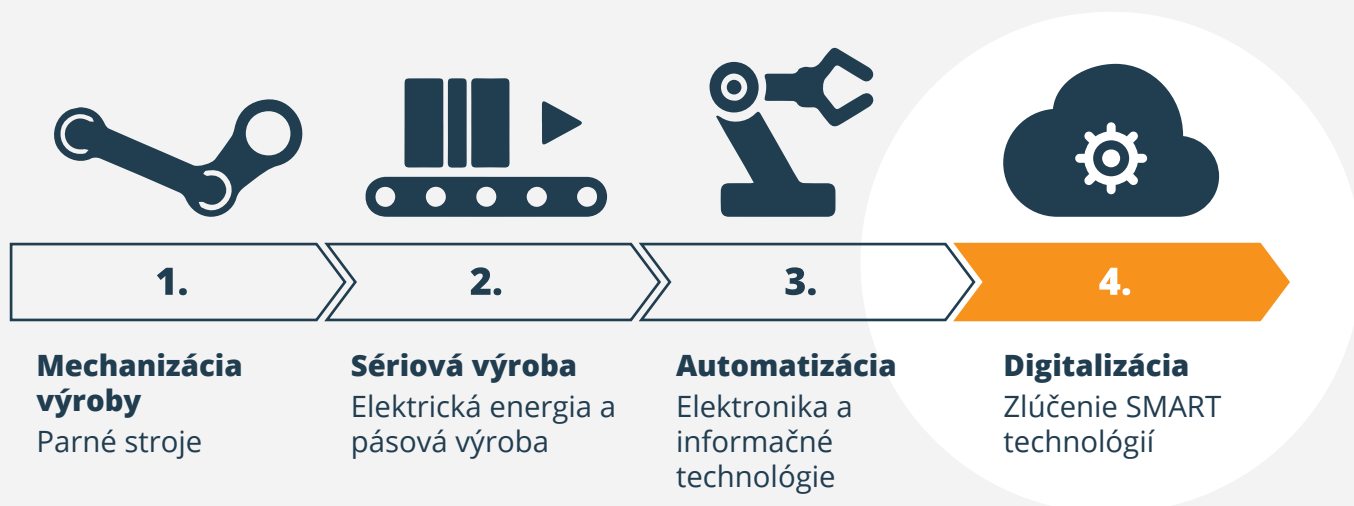 1.
2.
3.
4.
Mechanizácia
výroby
Parné stroje
Sériová výroba
Elektrická energia a
pásová výroba
Automatizácia
Elektronika a
informačné
technológie
Digitalizácia
Zlúčenie SMART
technológií